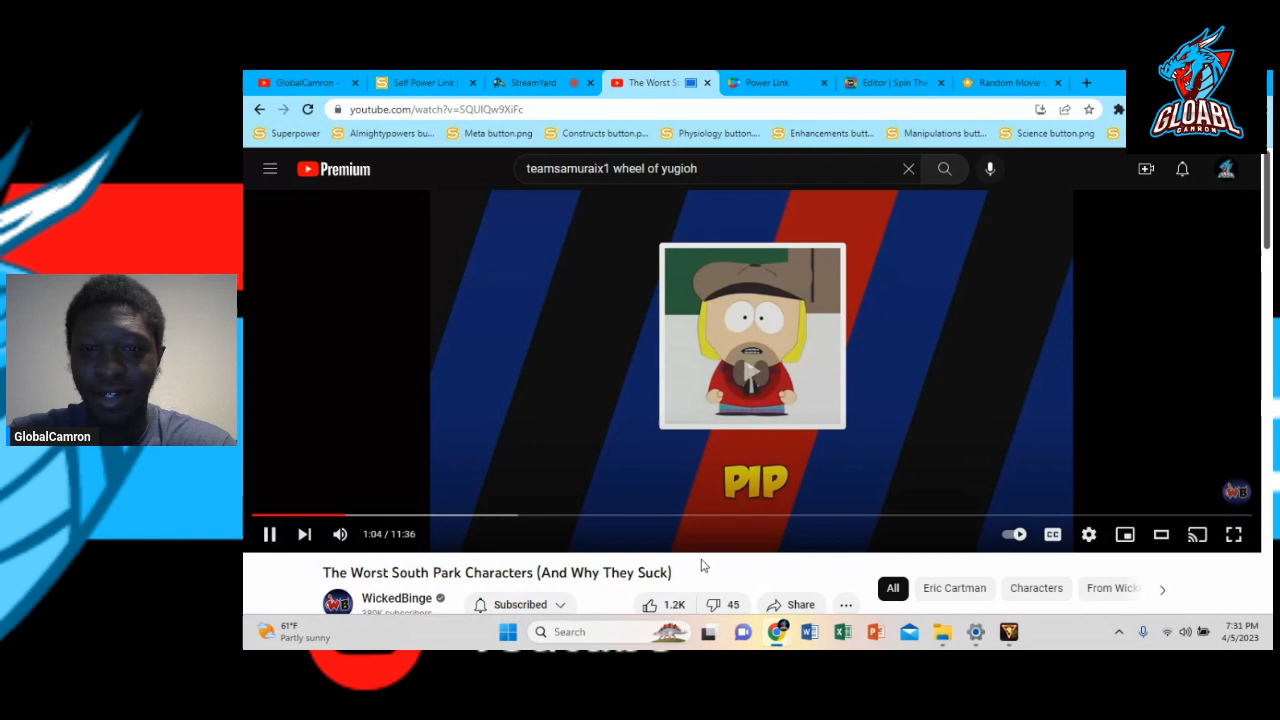 GLOABL
CAMRON
GlobalCamron -
Self Power Link |
StreamYard
The Worst S
Power Link
Editor | Spin The
Random Movie
youtube.com/watch?v=SQUIQw9XiFc
Superpower
Almightypowers bu...
Meta button.png
Constructs button.p...
Physiology button....
Enhancements butt...
Manipulations butt...
Science button.png
Premium
teamsamuraix1 wheel of yugioh
PIP
WB
1:04 / 11:36
CC
GlobalCamron
The Worst South Park Characters (And Why They Suck)
All
Eric Cartman
Characters
From Wick
WickedBinge
380K subscribers
Subscribed
1.2K
45
Share
61°F
Partly sunny
Search
7:31 PM
4/5/2023